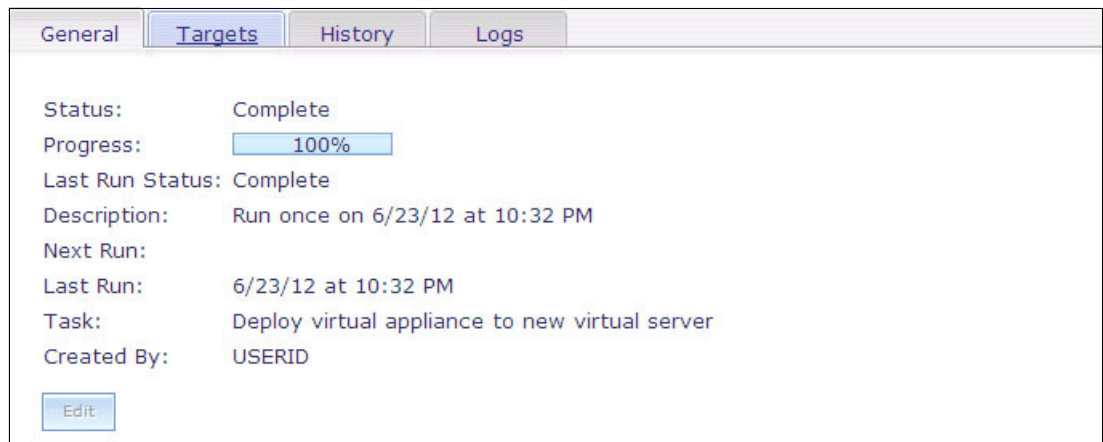 General Targets History Logs
Status: Complete
Progress: 100%
Last Run Status: Complete
Description: Run once on 6/23/12 at 10:32 PM
Next Run:
Last Run: 6/23/12 at 10:32 PM
Task: Deploy virtual appliance to new virtual server
Created By: USERID
Edit